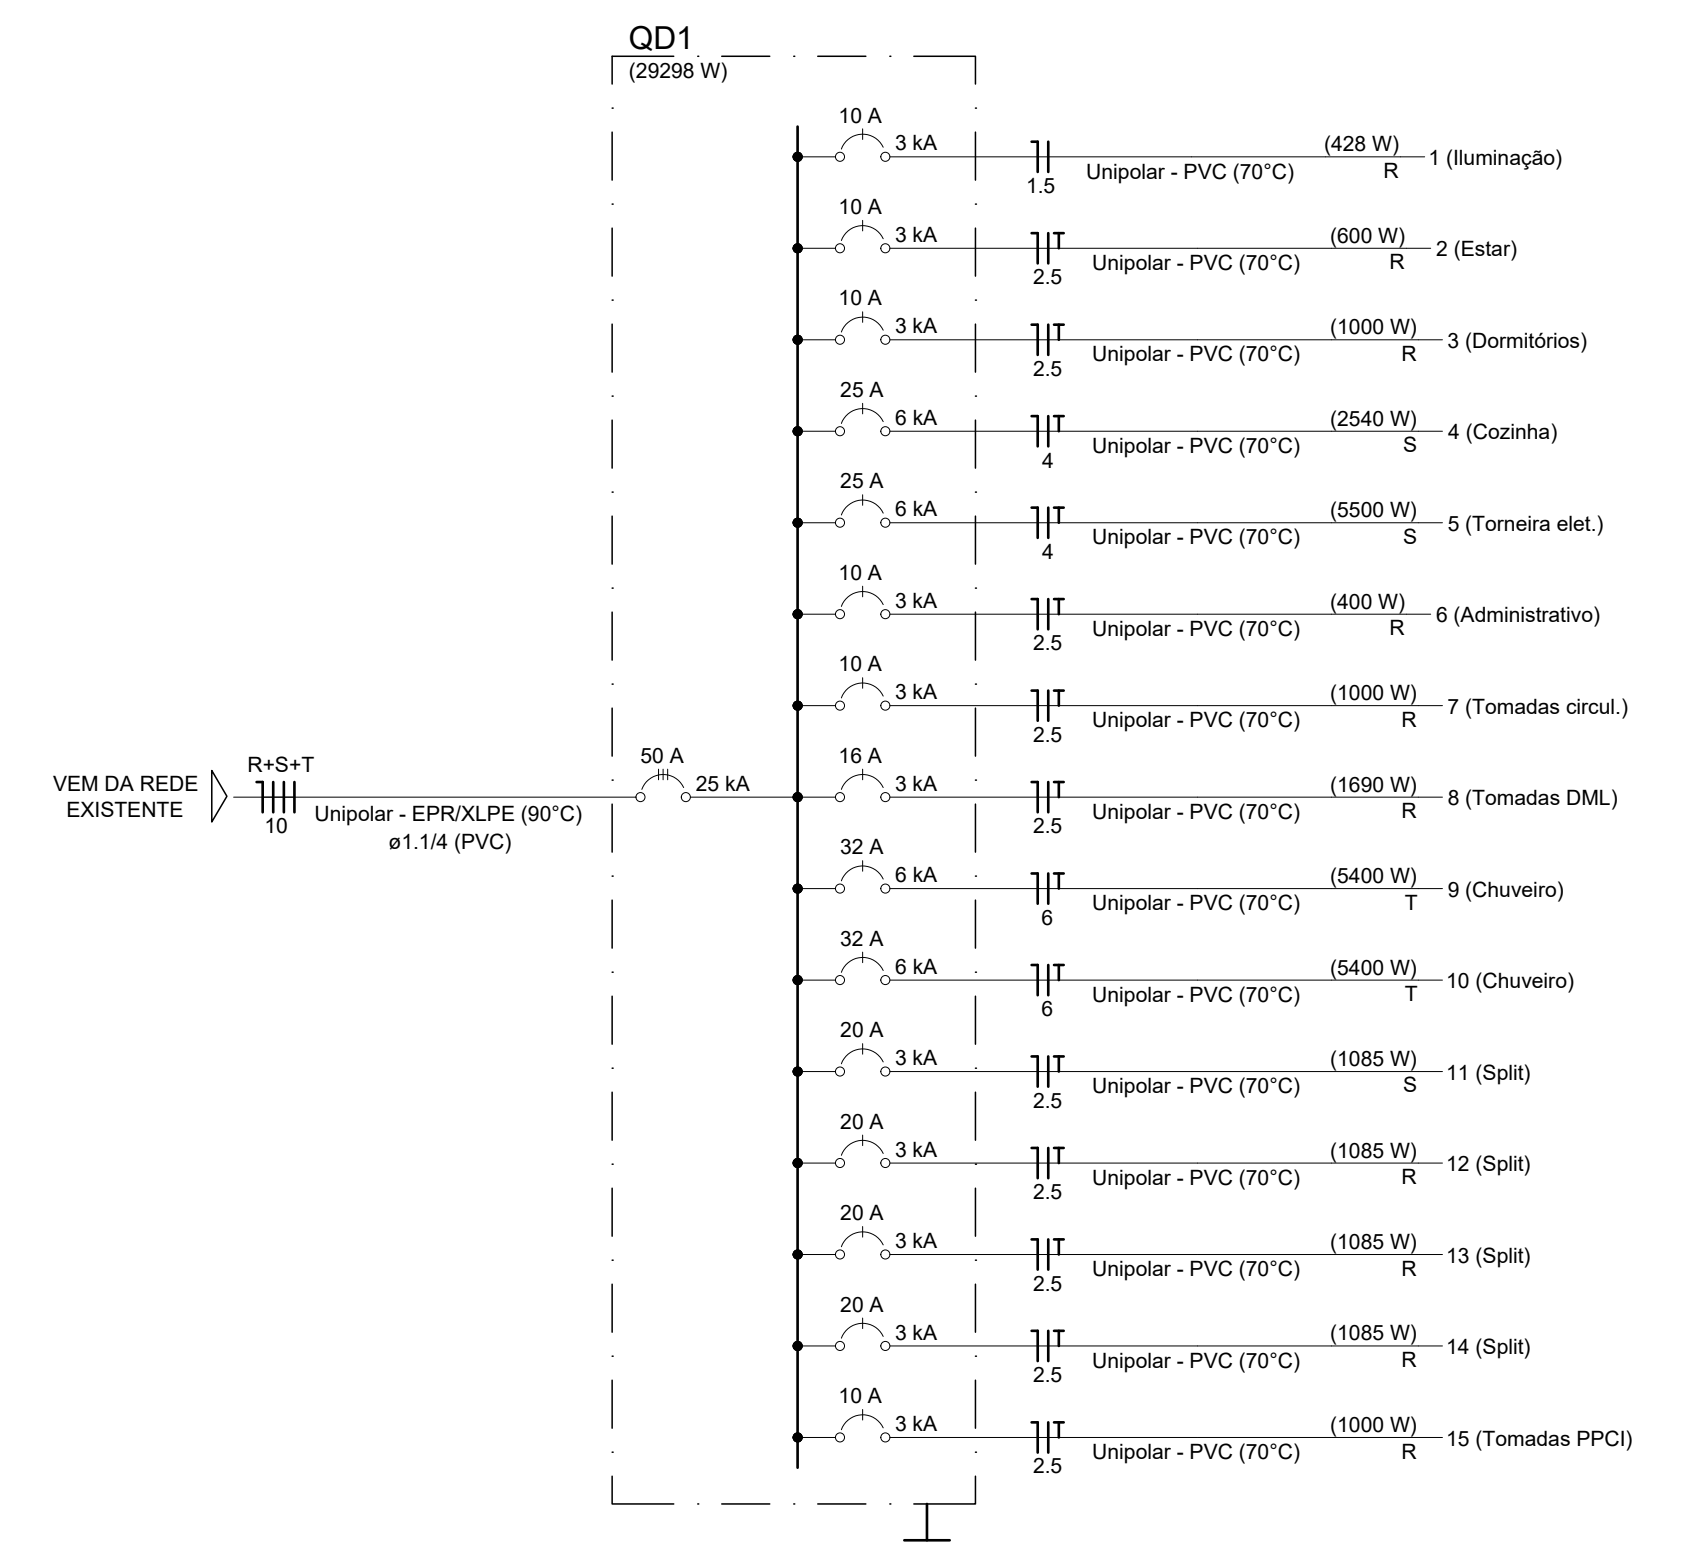 QD1
(29298 W)
10 A
3 kA
1.5
Unipolar - PVC (70°C)
(428 W)
R
1 (Iluminação)
10 A
3 kA
T
2.5
Unipolar - PVC (70°C)
(600 W)
R
2 (Estar)
10 A
3 kA
T
2.5
Unipolar - PVC (70°C)
(1000 W)
R
3 (Dormitórios)
25 A
6 kA
T
4
Unipolar - PVC (70°C)
(2540 W)
S
4 (Cozinha)
25 A
6 kA
T
4
Unipolar - PVC (70°C)
(5500 W)
S
5 (Torneira elet.)
10 A
3 kA
T
2.5
Unipolar - PVC (70°C)
(400 W)
R
6 (Administrativo)
10 A
3 kA
T
2.5
Unipolar - PVC (70°C)
(1000 W)
R
7 (Tomadas circul.)
VEM DA REDE
EXISTENTE
R+S+T
10
Unipolar - EPR/XLPE (90°C)
ø1.1/4 (PVC)
50 A
25 kA
16 A
3 kA
T
2.5
Unipolar - PVC (70°C)
(1690 W)
R
8 (Tomadas DML)
32 A
6 kA
T
6
Unipolar - PVC (70°C)
(5400 W)
T
9 (Chuveiro)
32 A
6 kA
T
6
Unipolar - PVC (70°C)
(5400 W)
T
10 (Chuveiro)
20 A
3 kA
T
2.5
Unipolar - PVC (70°C)
(1085 W)
S
11 (Split)
20 A
3 kA
T
2.5
Unipolar - PVC (70°C)
(1085 W)
R
12 (Split)
20 A
3 kA
T
2.5
Unipolar - PVC (70°C)
(1085 W)
R
13 (Split)
20 A
3 kA
T
2.5
Unipolar - PVC (70°C)
(1085 W)
R
14 (Split)
10 A
3 kA
T
2.5
Unipolar - PVC (70°C)
(1000 W)
R
15 (Tomadas PPCI)